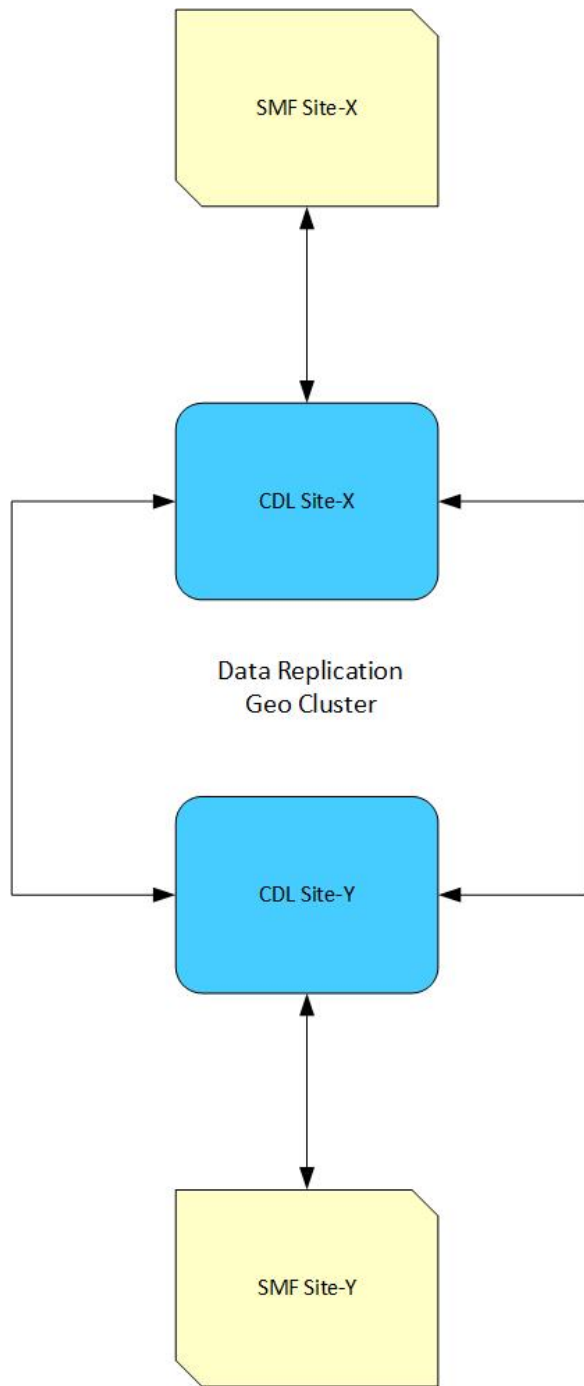 SMF Site-X
CDL Site-X
Data Replication
Geo Cluster
CDL Site-Y
SMF Site-Y